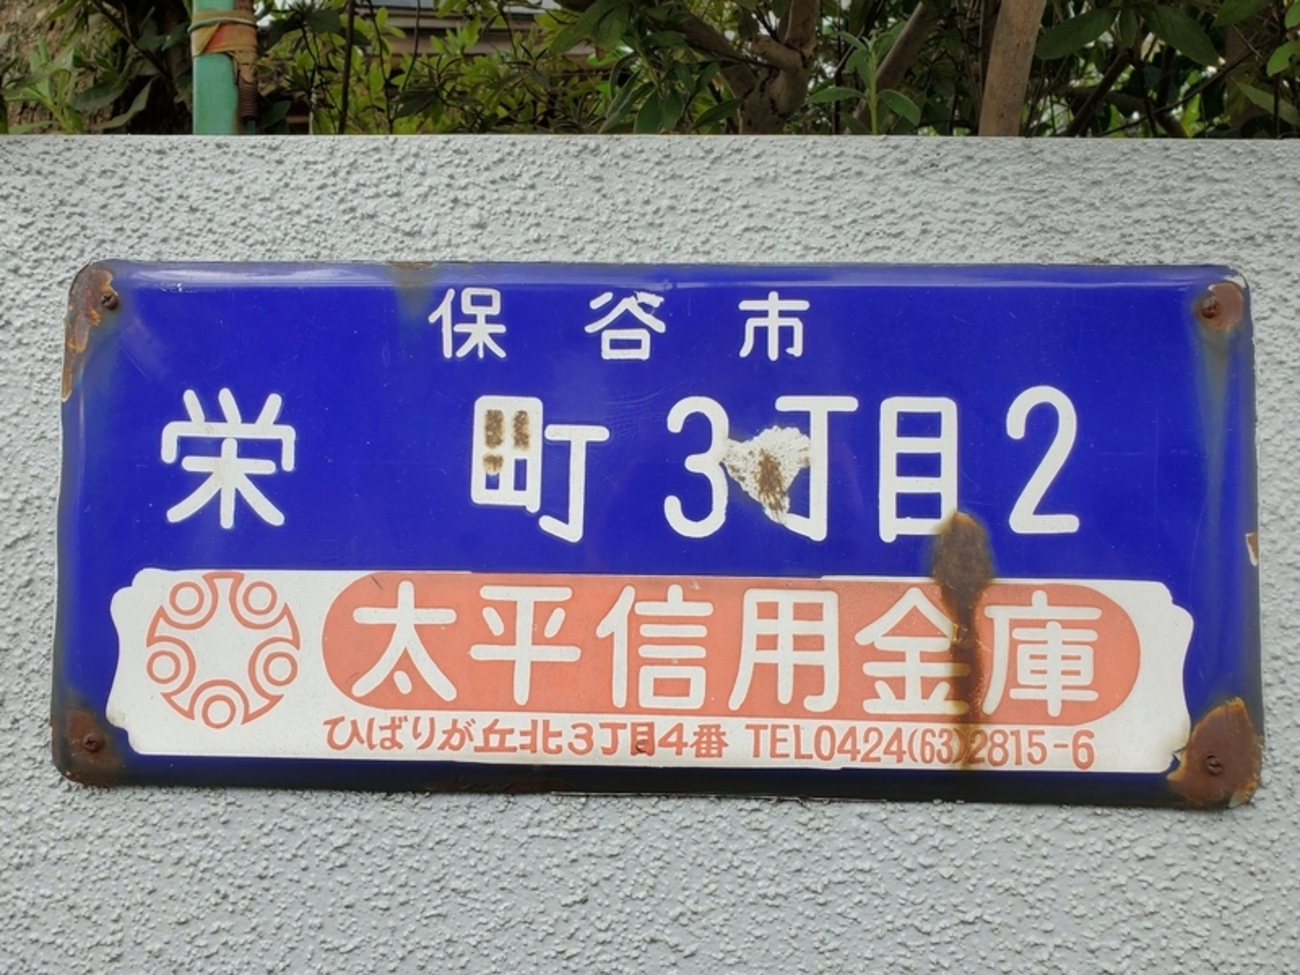 保谷市
栄町3丁目2
太平信用金庫
ひばりが丘北3丁目4番 TEL0424(63)2815-6